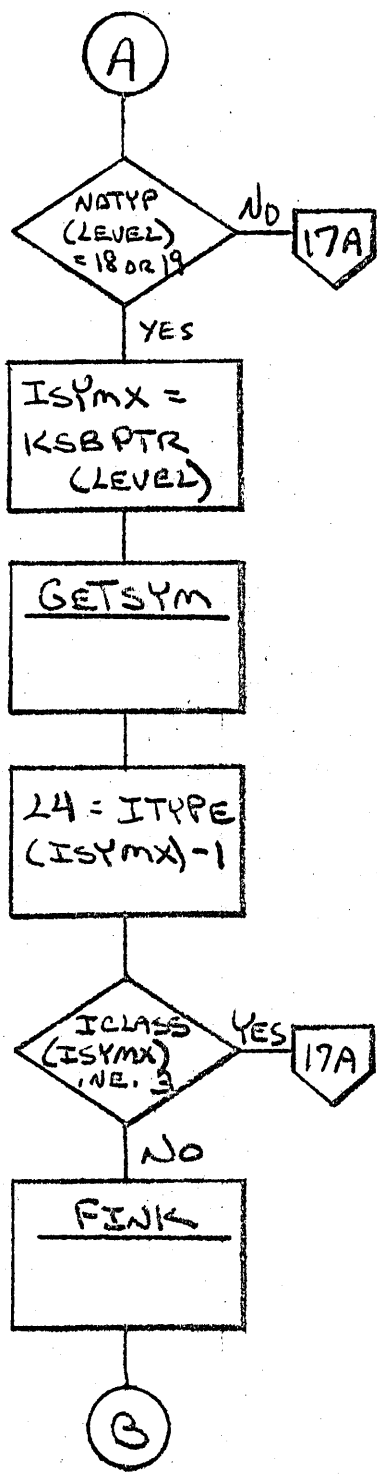 A
NDTYP
(LEVEL)
= 18 OR 19
NO
17A
YES
ISYMX =
KSBPTR
(LEVEL)
GETSYM
L4 = ITYPE
(ISYMX)-1
ICLASS
(ISYMX)
.NE. 3
YES
17A
NO
FINK
B